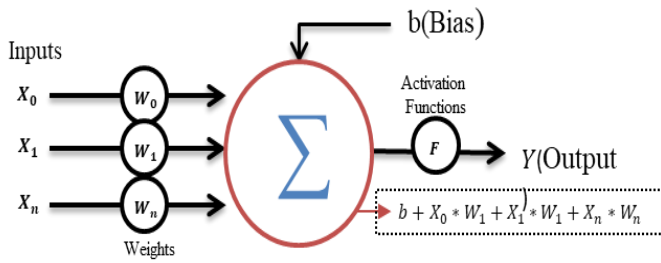 b(Bias)
Inputs
Activation
Functions
X₀
W₀
X₁
W₁
Xₙ
Wₙ
Weights
∑
F
Y(Output
)
b + X₀ * W₁ + X₁ * W₁ + Xₙ * Wₙ